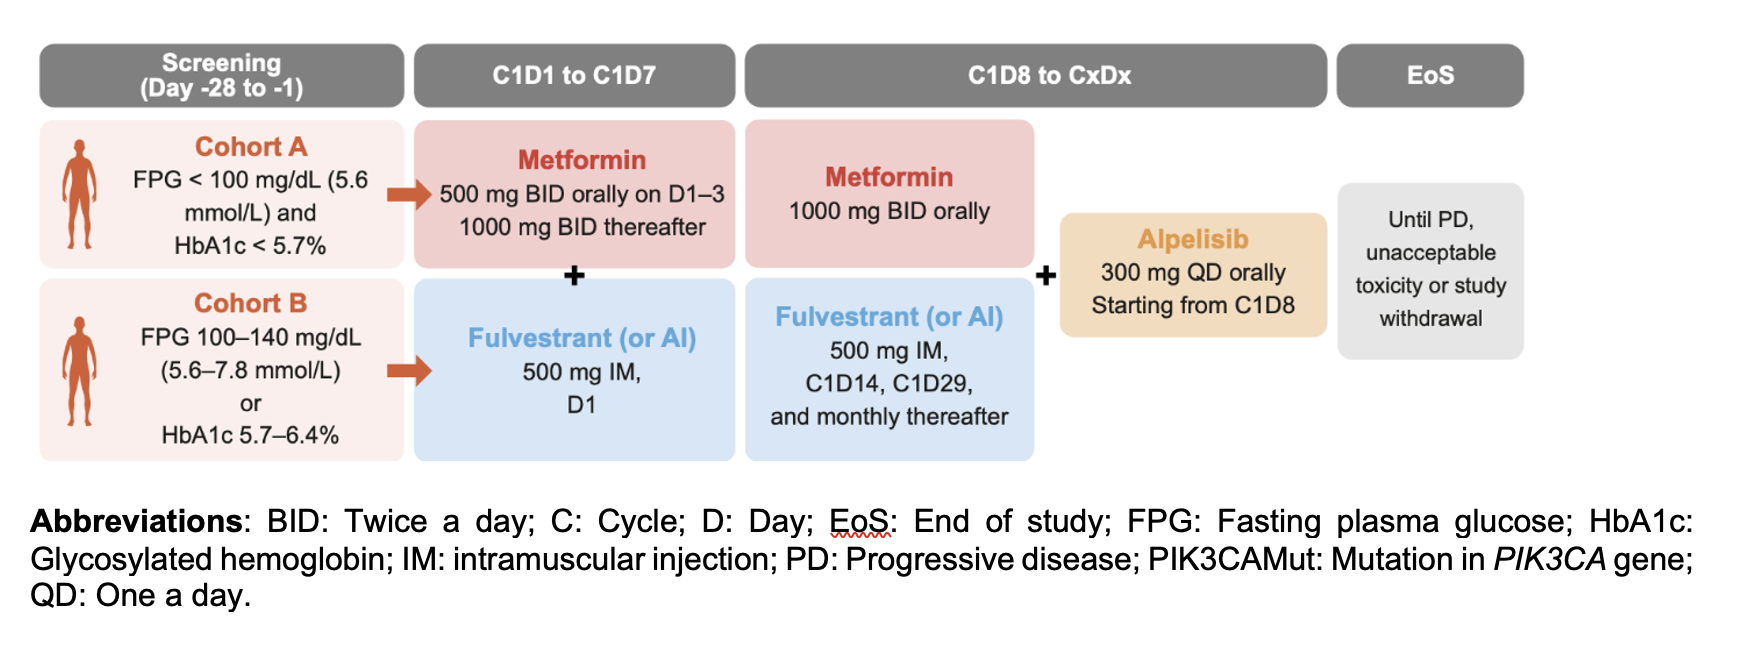 Screening
(Day -28 to -1)
C1D1 to C1D7
C1D8 to CxDx
EoS
Cohort A
FPG < 100 mg/dL (5.6
mmol/L) and
HbA1c < 5.7%
Metformin
500 mg BID orally on D1–3
1000 mg BID thereafter
Metformin
1000 mg BID orally
+
+
Alpelisib
300 mg QD orally
Starting from C1D8
Until PD,
unacceptable
toxicity or study
withdrawal
Cohort B
FPG 100–140 mg/dL
(5.6–7.8 mmol/L)
or
HbA1c 5.7–6.4%
Fulvestrant (or AI)
500 mg IM,
D1
Fulvestrant (or AI)
500 mg IM,
C1D14, C1D29,
and monthly thereafter
Abbreviations: BID: Twice a day; C: Cycle; D: Day; EoS: End of study; FPG: Fasting plasma glucose; HbA1c:
Glycosylated hemoglobin; IM: intramuscular injection; PD: Progressive disease; PIK3CAMut: Mutation in PIK3CA gene;
QD: One a day.